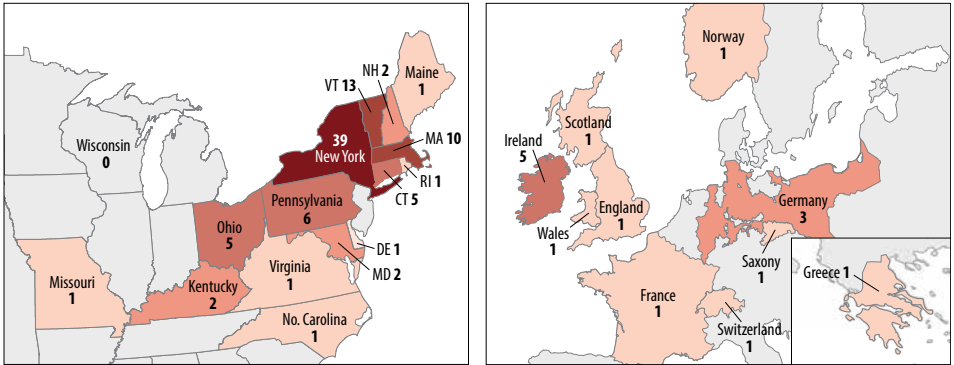 Maine
1
NH 2
VT 13
Wisconsin
0
39
New York
MA 10
RI 1
CT 5
Pennsylvania
6
Ohio
5
DE 1
MD 2
Missouri
1
Kentucky
2
Virginia
1
No. Carolina
1
Norway
1
Scotland
1
Ireland
5
England
1
Wales
1
Germany
3
Saxony
1
Greece 1
France
1
Switzerland
1